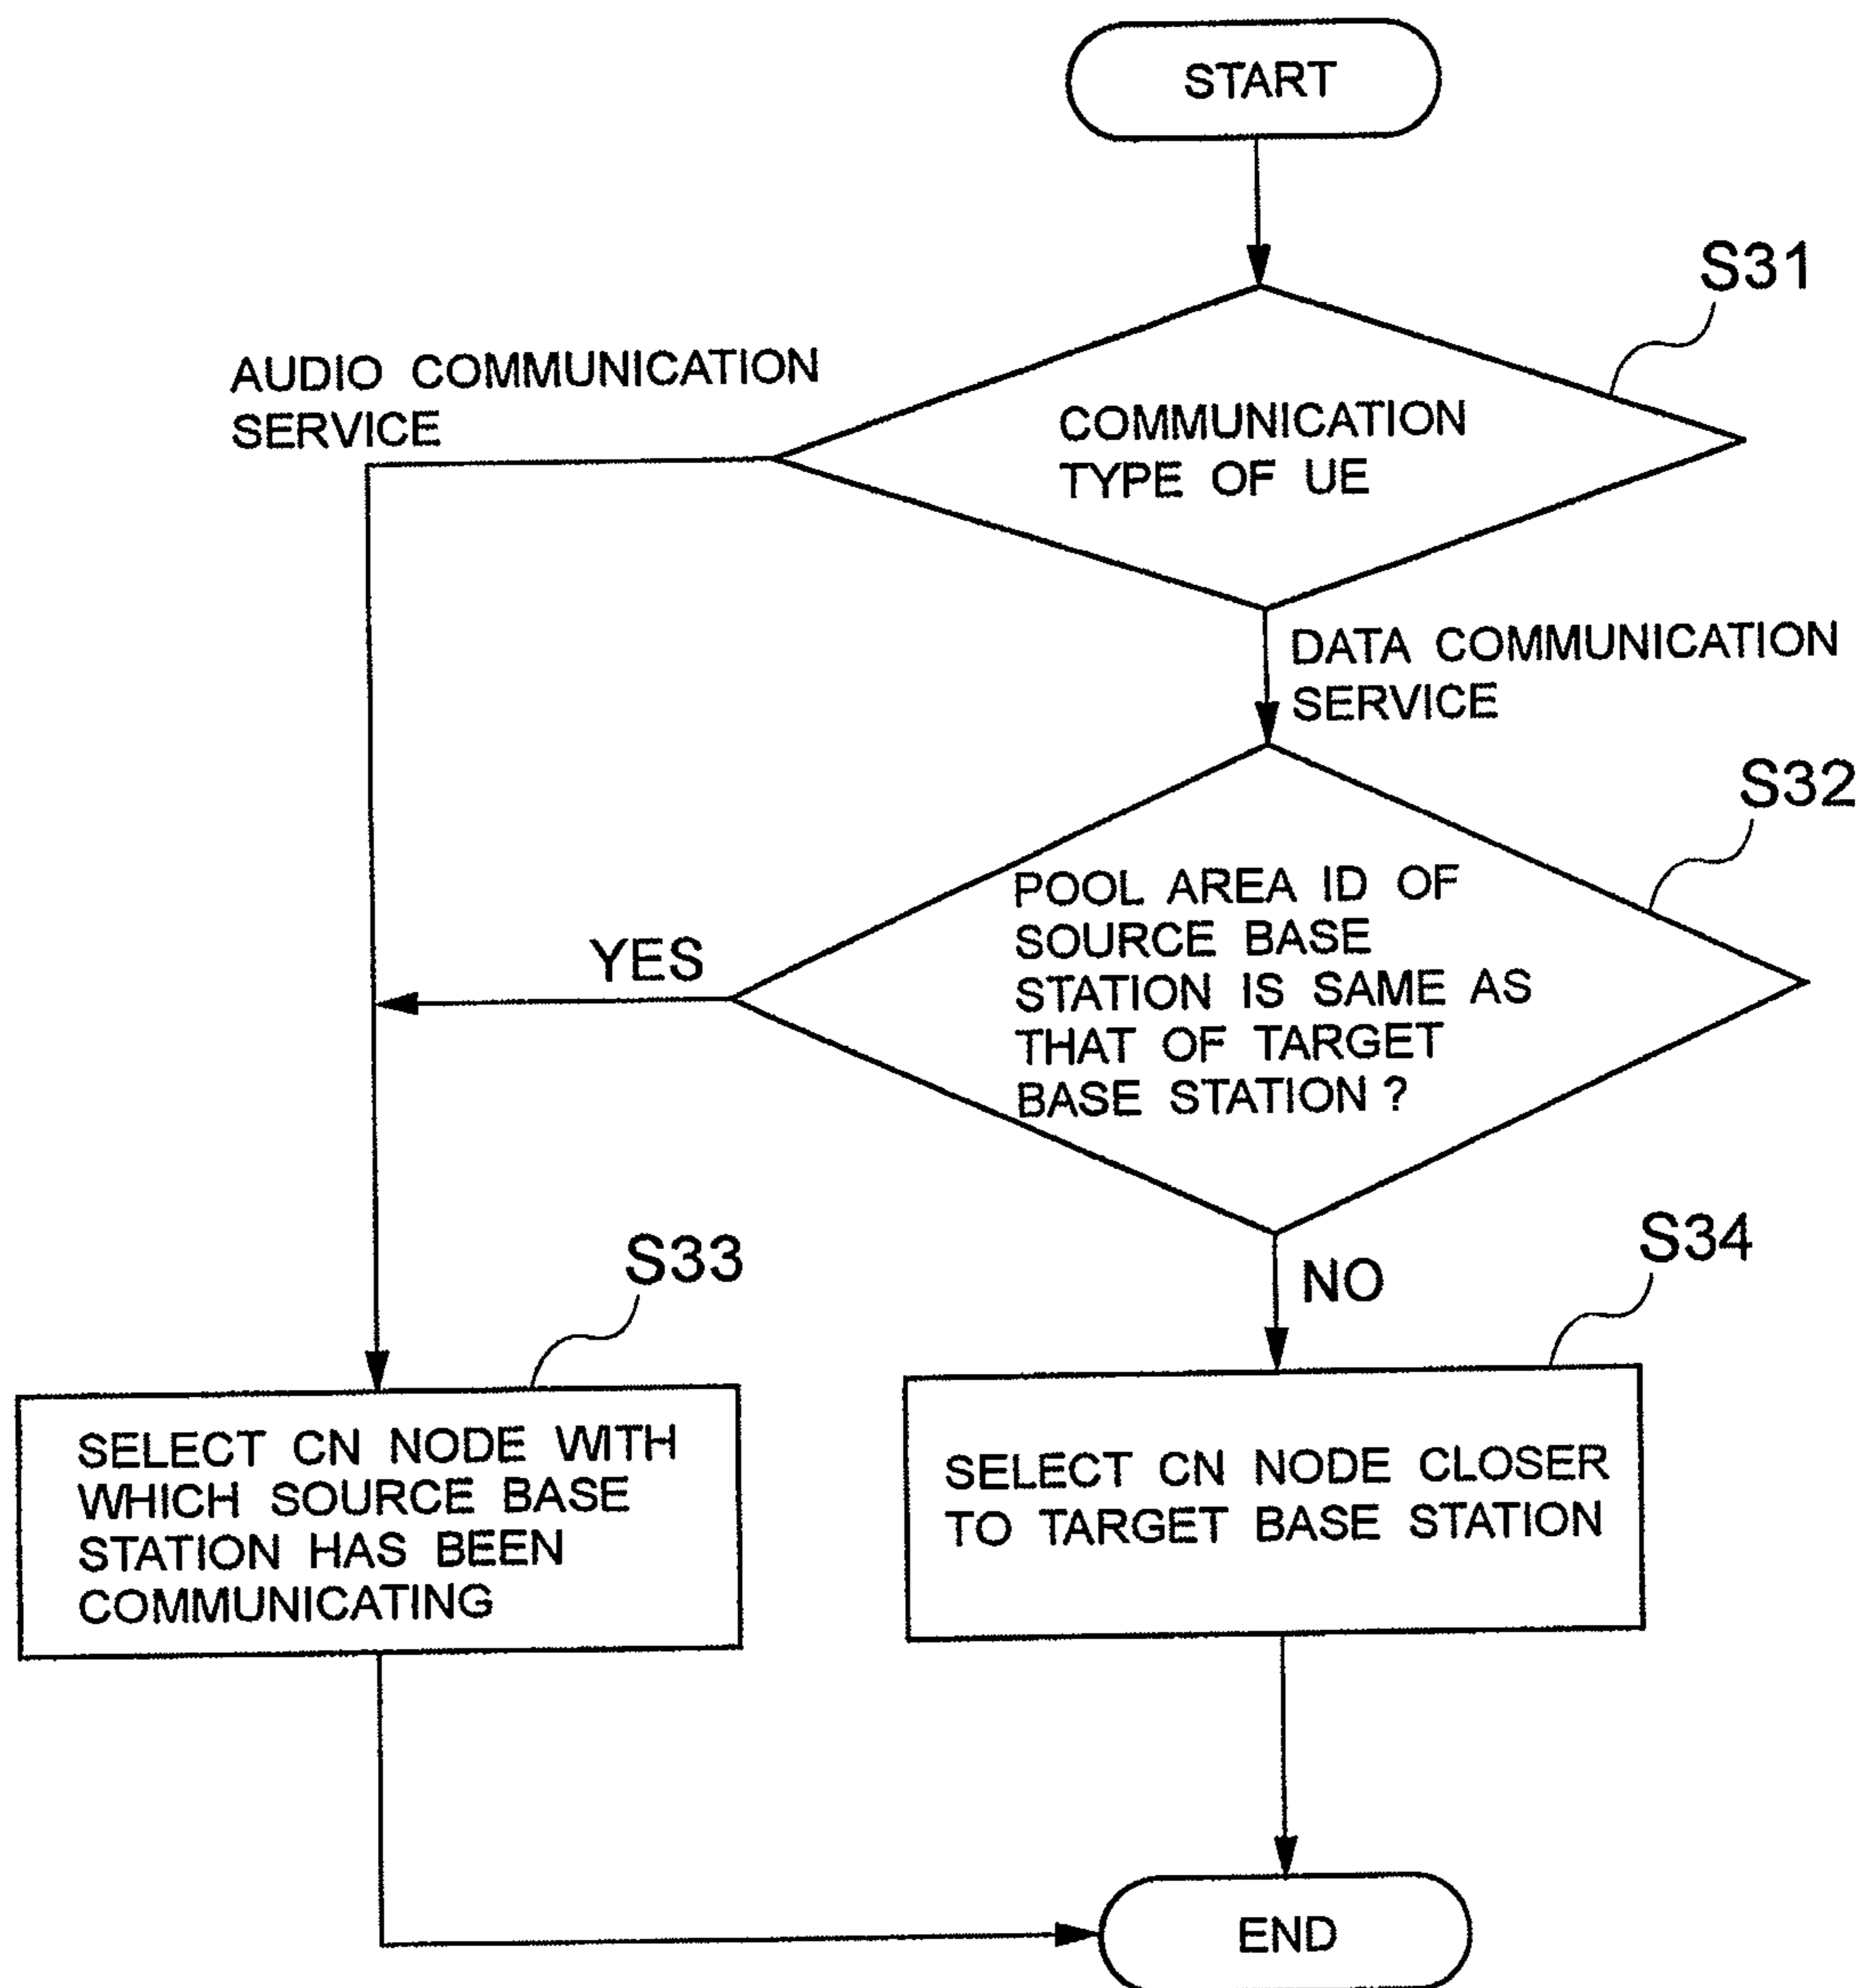 START
S31
AUDIO COMMUNICATION
SERVICE
COMMUNICATION
TYPE OF UE
DATA COMMUNICATION
SERVICE
S32
POOL AREA ID OF
SOURCE BASE
STATION IS SAME AS
THAT OF TARGET
BASE STATION ?
YES
NO
S33
S34
SELECT CN NODE WITH
WHICH SOURCE BASE
STATION HAS BEEN
COMMUNICATING
SELECT CN NODE CLOSER
TO TARGET BASE STATION
END